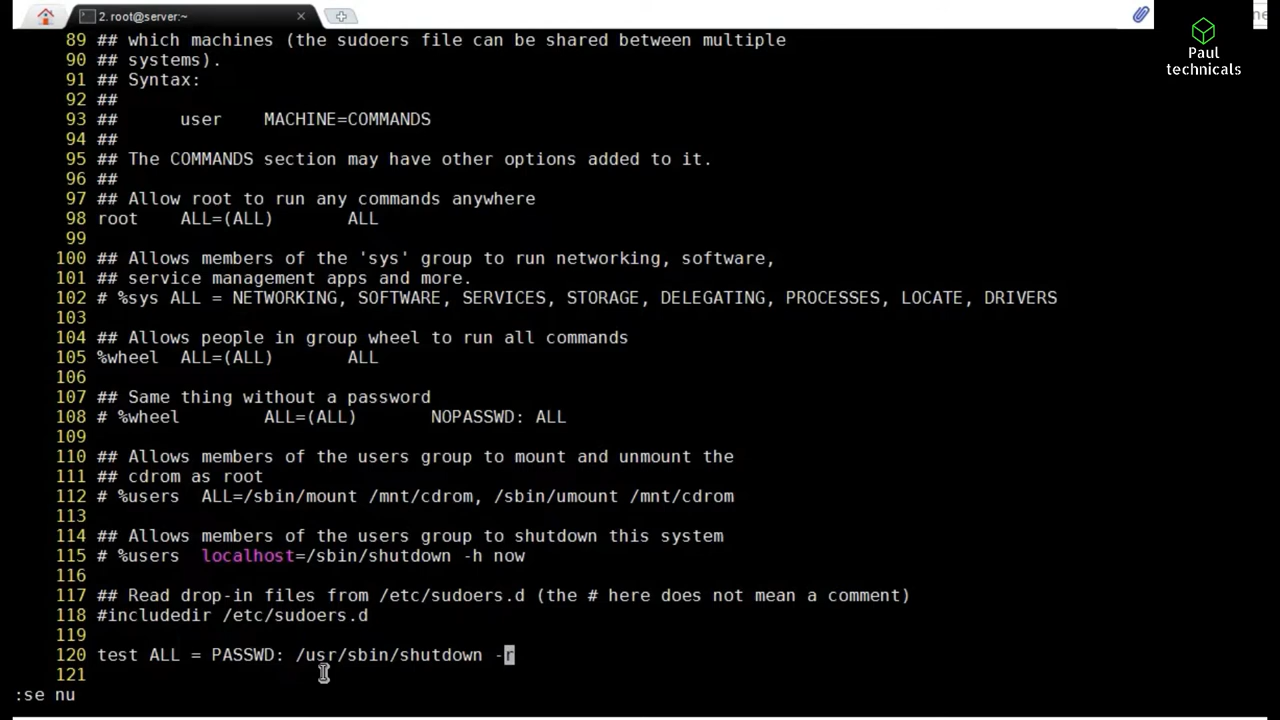 2. root@server:~
Paul
technicals
89 ## which machines (the sudoers file can be shared between multiple
90 ## systems).
91 ## Syntax:
92 ##
93 ##      user    MACHINE=COMMANDS
94 ##
95 ## The COMMANDS section may have other options added to it.
96 ##
97 ## Allow root to run any commands anywhere
98 root    ALL=(ALL)       ALL
99
100 ## Allows members of the 'sys' group to run networking, software,
101 ## service management apps and more.
102 # %sys ALL = NETWORKING, SOFTWARE, SERVICES, STORAGE, DELEGATING, PROCESSES, LOCATE, DRIVERS
103
104 ## Allows people in group wheel to run all commands
105 %wheel  ALL=(ALL)       ALL
106
107 ## Same thing without a password
108 # %wheel        ALL=(ALL)       NOPASSWD: ALL
109
110 ## Allows members of the users group to mount and unmount the
111 ## cdrom as root
112 # %users  ALL=/sbin/mount /mnt/cdrom, /sbin/umount /mnt/cdrom
113
114 ## Allows members of the users group to shutdown this system
115 # %users  localhost=/sbin/shutdown -h now
116
117 ## Read drop-in files from /etc/sudoers.d (the # here does not mean a comment)
118 #includedir /etc/sudoers.d
119
120 test ALL = PASSWD: /usr/sbin/shutdown -r
121
:se nu